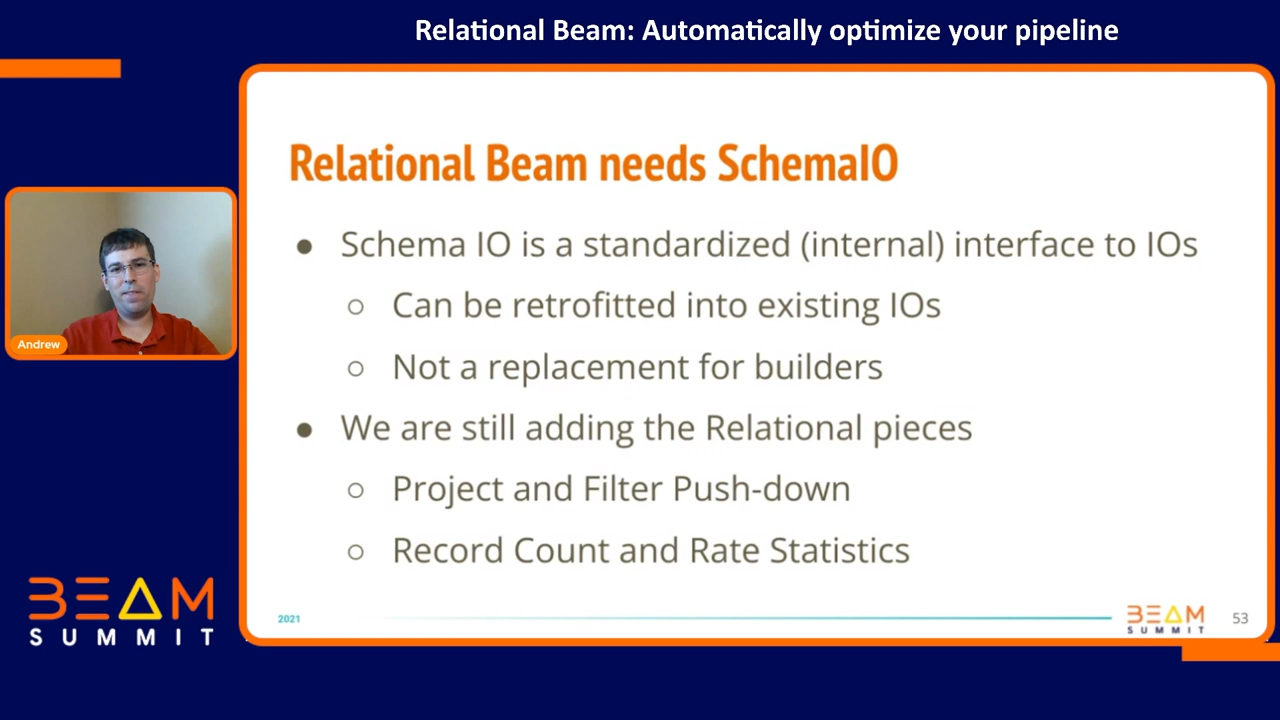 Relational Beam: Automatically optimize your pipeline
Relational Beam needs SchemaIO
● Schema IO is a standardized (internal) interface to IOs
○ Can be retrofitted into existing IOs
○ Not a replacement for builders
● We are still adding the Relational pieces
○ Project and Filter Push-down
○ Record Count and Rate Statistics
Andrew
BEAM
SUMMIT
2021
BEAM
SUMMIT
53